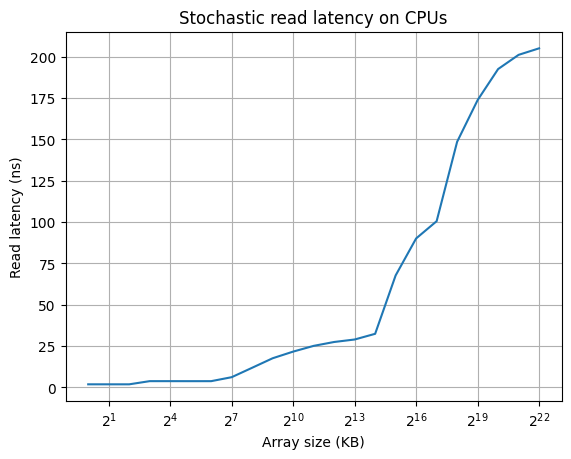 Stochastic read latency on CPUs
Read latency (ns)
200
175
150
125
100
75
50
25
0
2^1 2^4 2^7 2^10 2^13 2^16 2^19 2^22
Array size (KB)